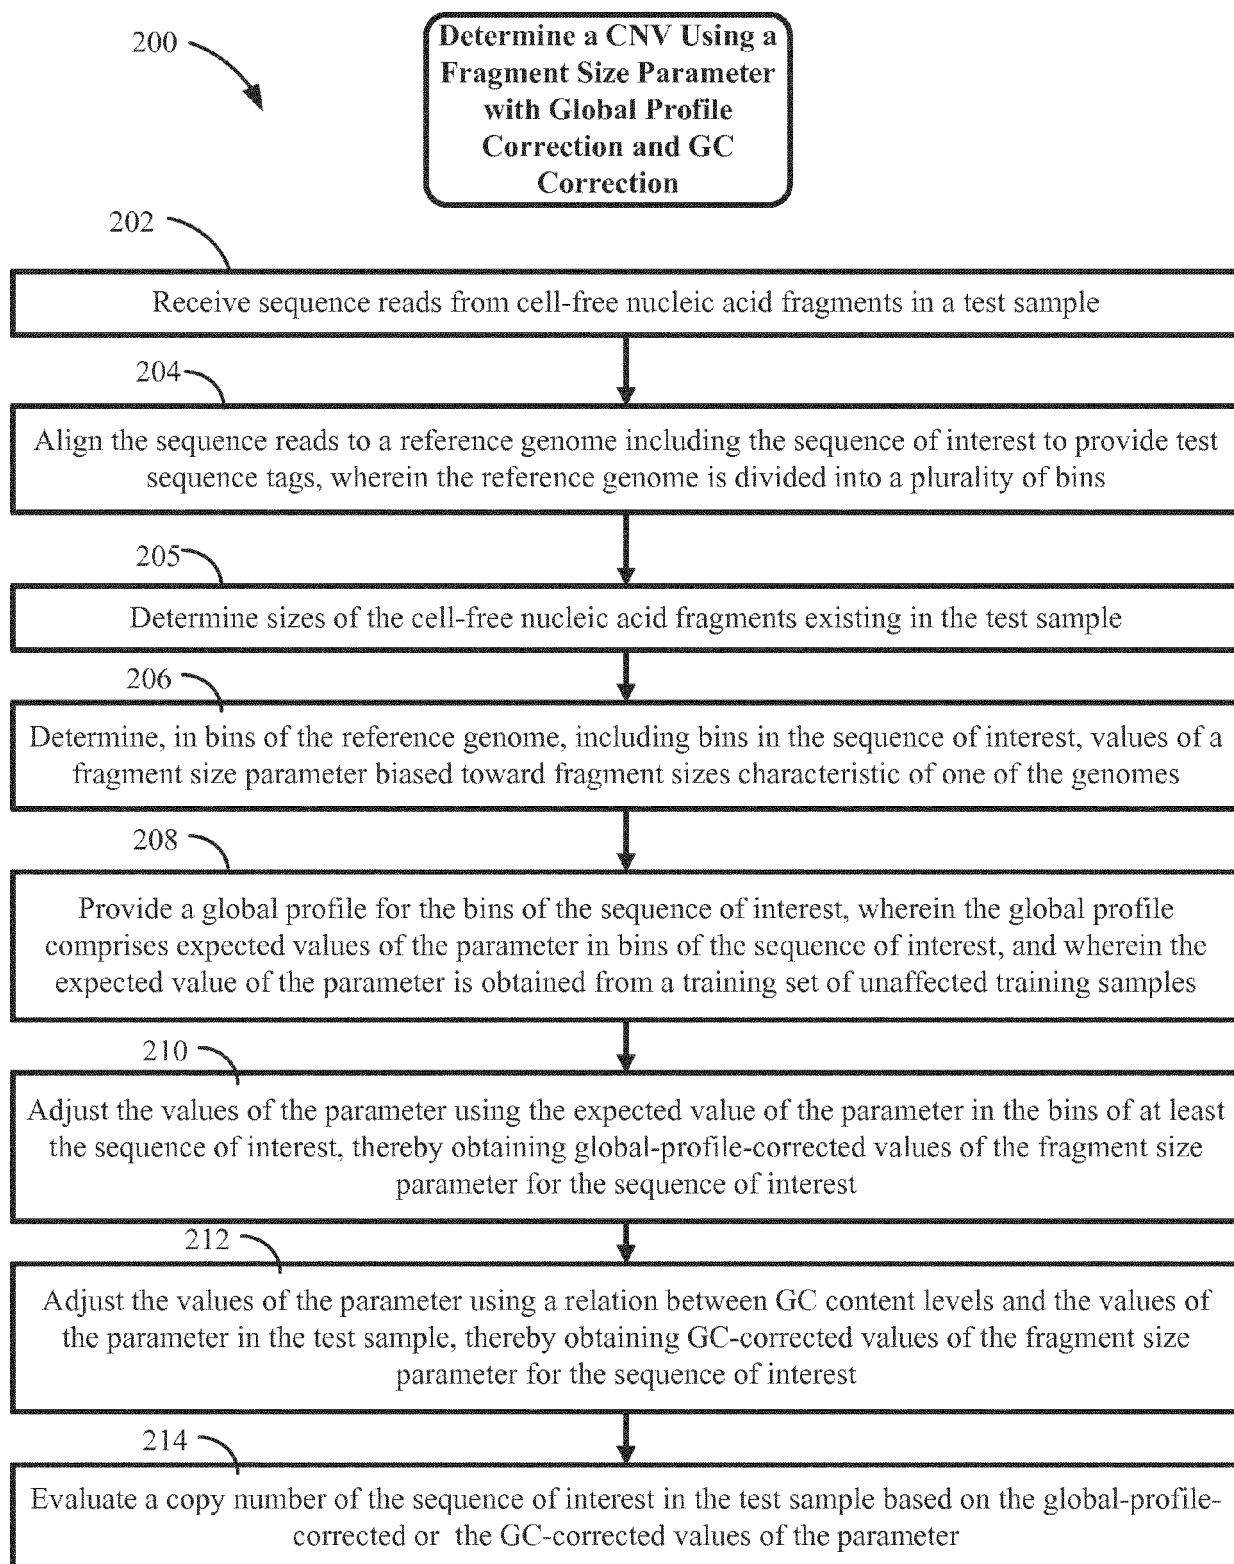 200
Determine a CNV Using a
Fragment Size Parameter
with Global Profile
Correction and GC
Correction
202
Receive sequence reads from cell-free nucleic acid fragments in a test sample
204
Align the sequence reads to a reference genome including the sequence of interest to provide test
sequence tags, wherein the reference genome is divided into a plurality of bins
205
Determine sizes of the cell-free nucleic acid fragments existing in the test sample
206
Determine, in bins of the reference genome, including bins in the sequence of interest, values of a
fragment size parameter biased toward fragment sizes characteristic of one of the genomes
208
Provide a global profile for the bins of the sequence of interest, wherein the global profile
comprises expected values of the parameter in bins of the sequence of interest, and wherein the
expected value of the parameter is obtained from a training set of unaffected training samples
210
Adjust the values of the parameter using the expected value of the parameter in the bins of at least
the sequence of interest, thereby obtaining global-profile-corrected values of the fragment size
parameter for the sequence of interest
212
Adjust the values of the parameter using a relation between GC content levels and the values of
the parameter in the test sample, thereby obtaining GC-corrected values of the fragment size
parameter for the sequence of interest
214
Evaluate a copy number of the sequence of interest in the test sample based on the global-profile-
corrected or the GC-corrected values of the parameter